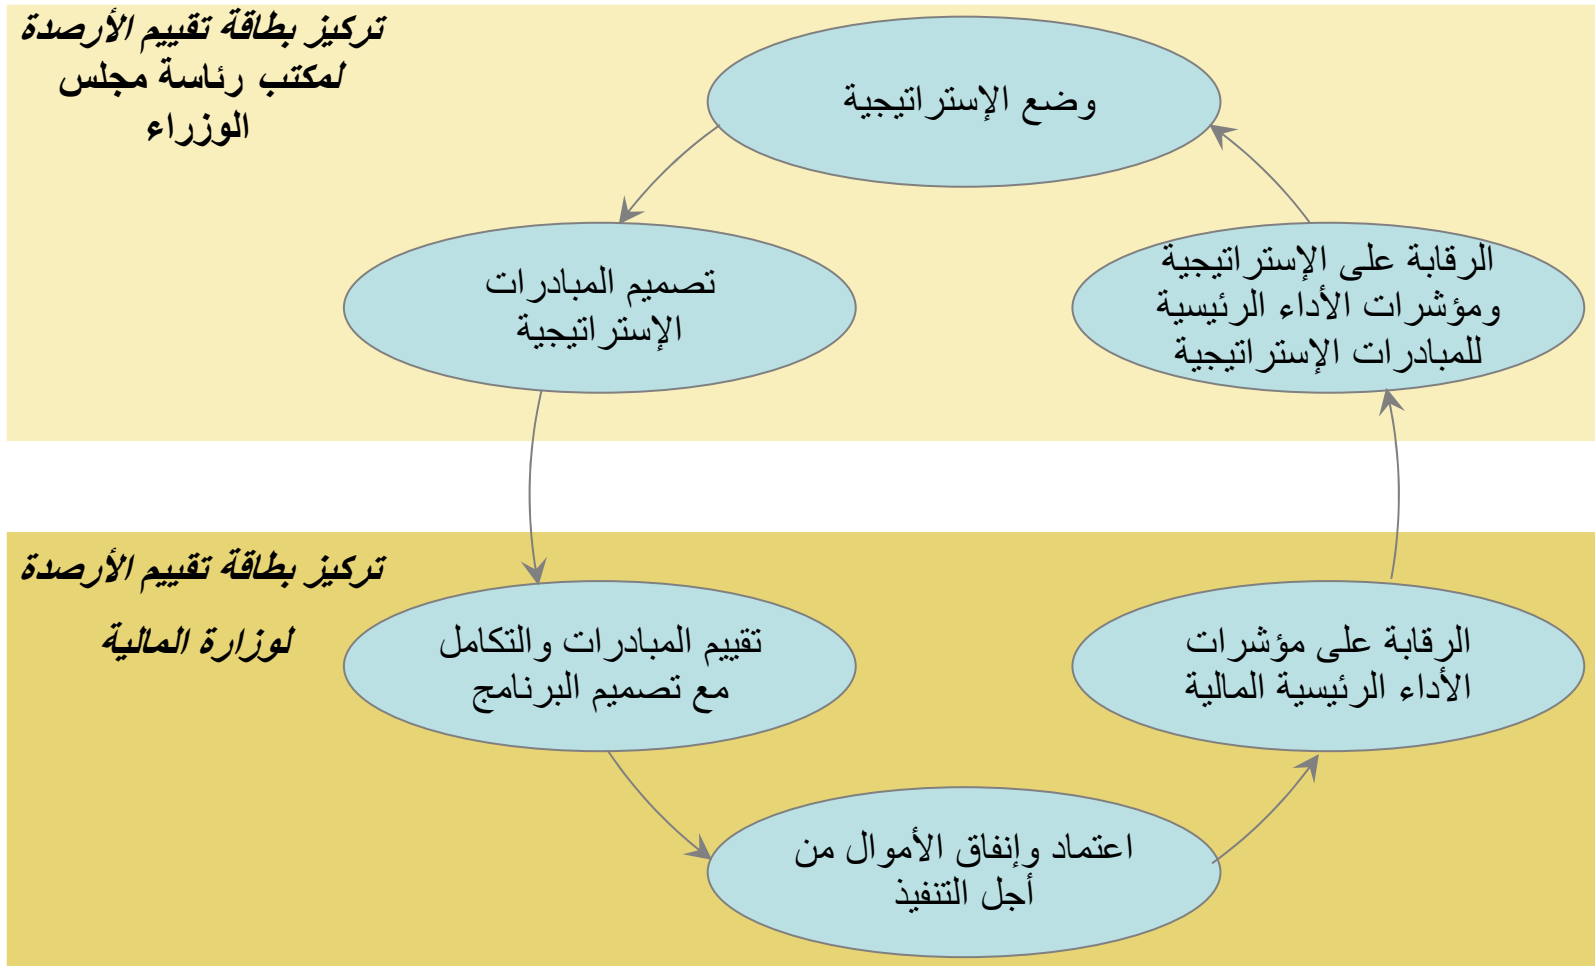 تركيز بطاقة تقييم الأرصدة
لمكتب رئاسة مجلس
الوزراء
وضع الإستراتيجية
تصميم المبادرات
الإستراتيجية
الرقابة على الإستراتيجية
ومؤشرات الأداء الرئيسية
للمبادرات الإستراتيجية
تركيز بطاقة تقييم الأرصدة
لوزارة المالية
تقييم المبادرات والتكامل
مع تصميم البرنامج
اعتماد وإنفاق الأموال من
أجل التنفيذ
الرقابة على مؤشرات
الأداء الرئيسية المالية